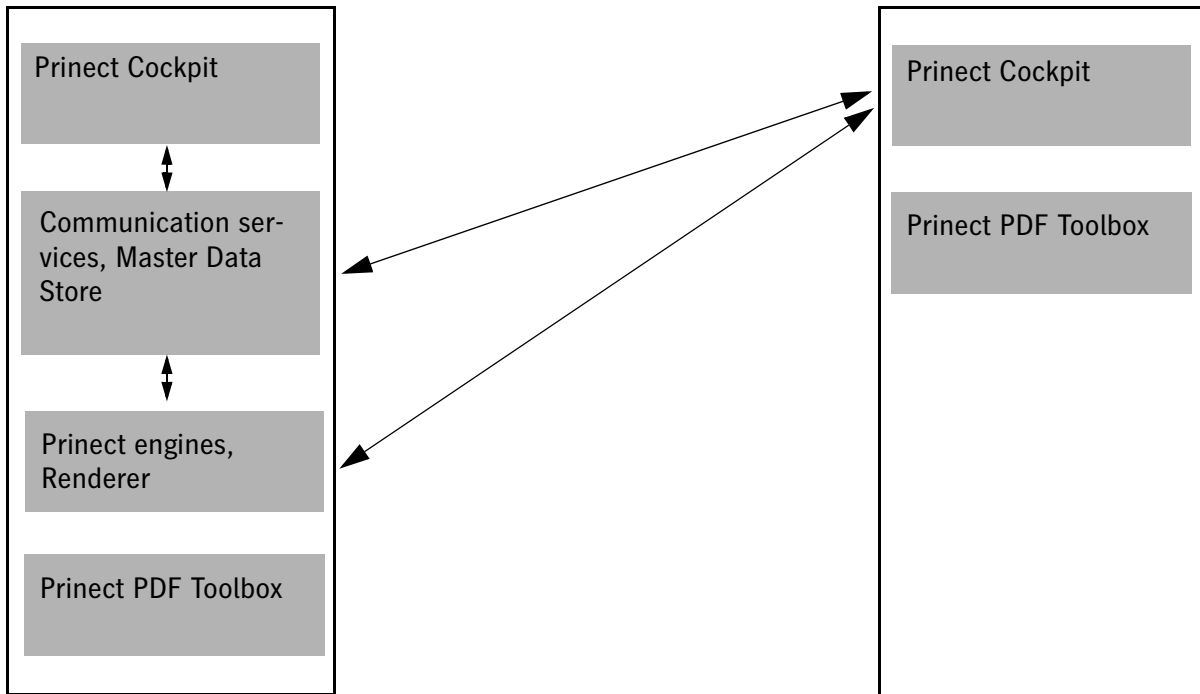 Prinect Cockpit
Communication ser-
vices, Master Data
Store
Prinect engines,
Renderer
Prinect PDF Toolbox
Prinect Cockpit
Prinect PDF Toolbox